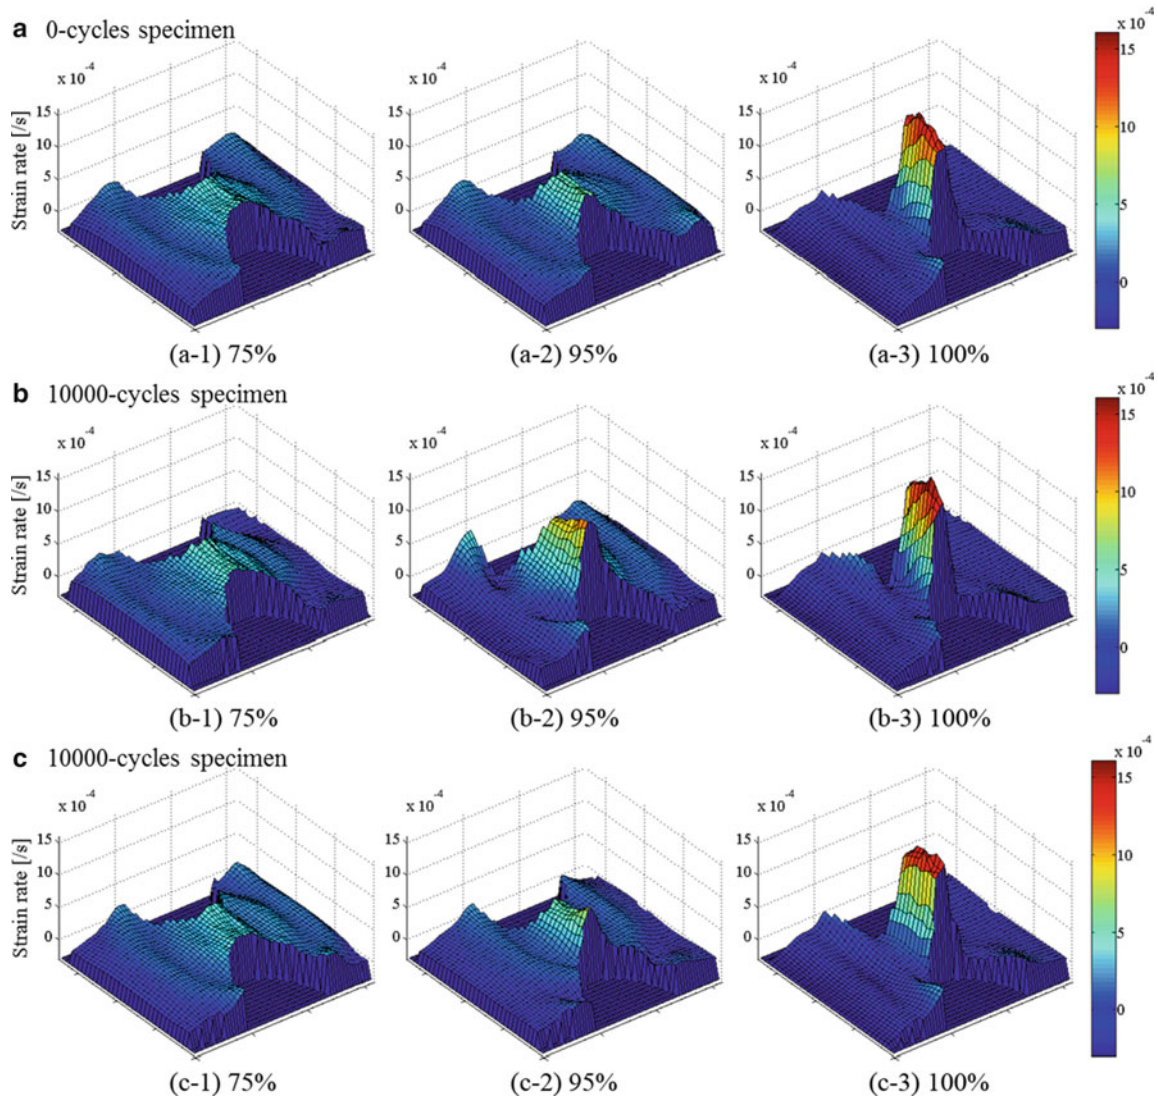 a 0-cycles specimen
x 10⁻⁴ x 10⁻⁴ x 10⁻⁴ x 10⁻⁴
Strain rate [/s]
15 15 15 15
10 10 10 10
5 5 5 5
0 0 0 0
(a-1) 75% (a-2) 95% (a-3) 100%
b 10000-cycles specimen
x 10⁻⁴ x 10⁻⁴ x 10⁻⁴ x 10⁻⁴
Strain rate [/s]
15 15 15 15
10 10 10 10
5 5 5 5
0 0 0 0
(b-1) 75% (b-2) 95% (b-3) 100%
c 10000-cycles specimen
x 10⁻⁴ x 10⁻⁴ x 10⁻⁴ x 10⁻⁴
Strain rate [/s]
15 15 15 15
10 10 10 10
5 5 5 5
0 0 0 0
(c-1) 75% (c-2) 95% (c-3) 100%